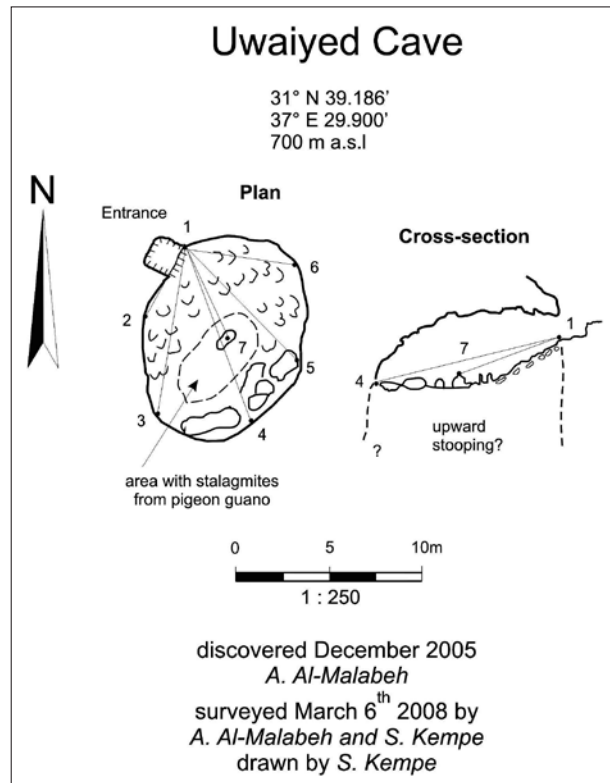 Uwaiyed Cave
31° N 39.186'
37° E 29.900'
700 m a.s.l
N
Plan
Entrance
1
6
2
7
5
3
4
area with stalagmites
from pigeon guano
Cross-section
1
7
4
?
upward
stooping?
0 5 10m
1 : 250
discovered December 2005
A. Al-Malabeh
surveyed March 6th 2008 by
A. Al-Malabeh and S. Kempe
drawn by S. Kempe